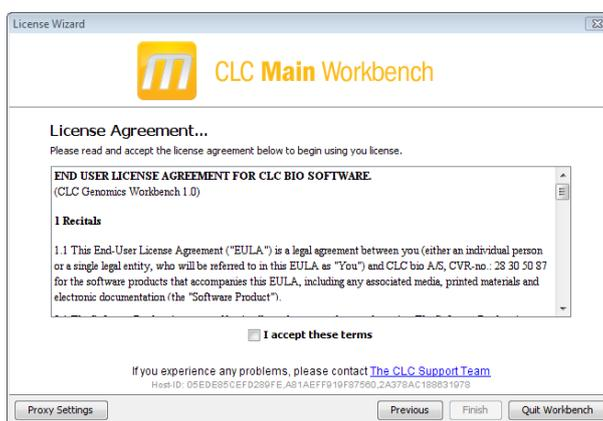 License Wizard
CLC Main Workbench
License Agreement...
Please read and accept the license agreement below to begin using you license.
END USER LICENSE AGREEMENT FOR CLC BIO SOFTWARE.
(CLC Genomics Workbench 1.0)
1 Recitals
1.1 This End-User License Agreement ("EULA") is a legal agreement between you (either an individual person
or a single legal entity, who will be referred to in this EULA as "You") and CLC bio A/S, CVR-no.: 28 30 50 87
for the software products that accompanies this EULA, including any associated media, printed materials and
electronic documentation (the "Software Product").
I accept these terms
If you experience any problems, please contact The CLC Support Team
Host-ID: 05EDE85CEFD289FE,A81AEFF919F87560,2A378AC188631978
Proxy Settings
Previous
Finish
Quit Workbench